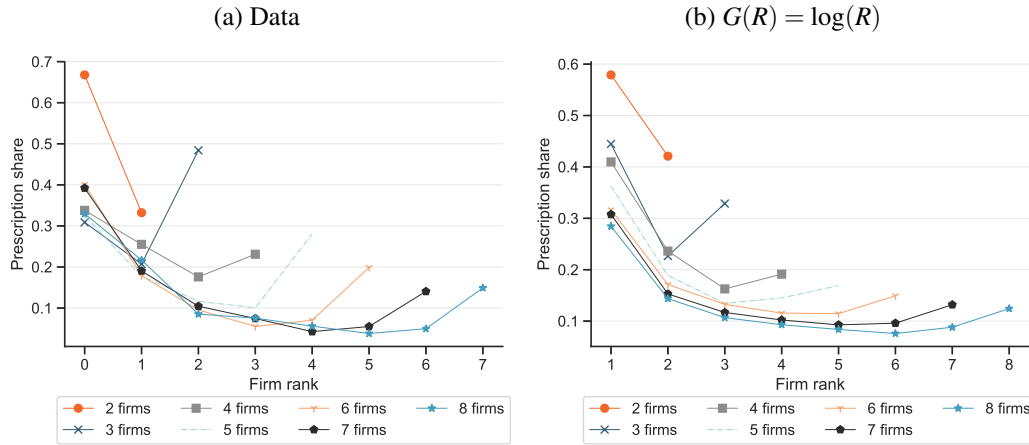 (a) Data
0.7
0.6
0.5
0.4
0.3
0.2
0.1
Prescription share
0 1 2 3 4 5 6 7
Firm rank
2 firms 4 firms 6 firms 8 firms
3 firms 5 firms 7 firms
(b) G(R) = log(R)
0.6
0.5
0.4
0.3
0.2
0.1
Prescription share
1 2 3 4 5 6 7 8
Firm rank
2 firms 4 firms 6 firms 8 firms
3 firms 5 firms 7 firms